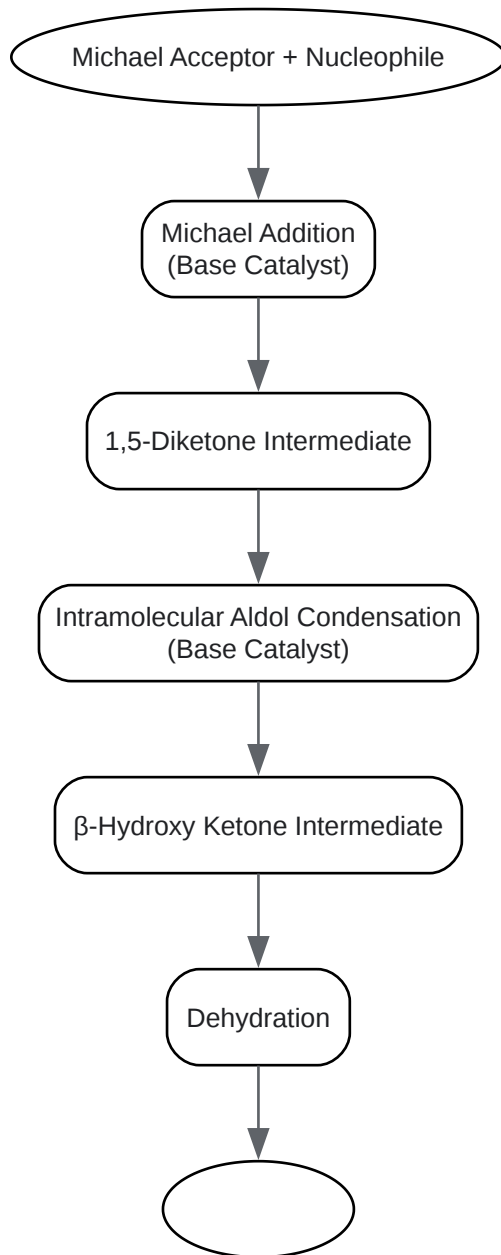 Michael Acceptor + Nucleophile
Michael Addition
(Base Catalyst)
1,5-Diketone Intermediate
Intramolecular Aldol Condensation
(Base Catalyst)
β-Hydroxy Ketone Intermediate
Dehydration